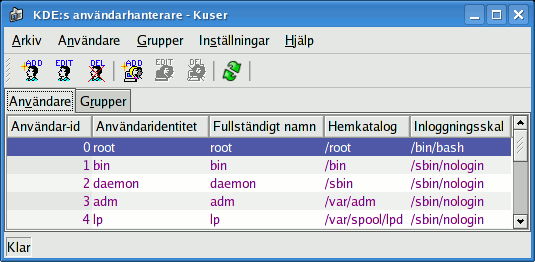 KDE:s användarhanterare - Kuser
Arkiv Användare Grupper Inställningar Hjälp
ADD EDIT DEL ADD EDIT DEL
Användare Grupper
Användar-id Användaridentitet Fullständigt namn Hemkatalog Inloggningsskal
0 root root /root /bin/bash
1 bin bin /bin /sbin/nologin
2 daemon daemon /sbin /sbin/nologin
3 adm adm /var/adm /sbin/nologin
4 lp lp /var/spool/lpd /sbin/nologin
Klar